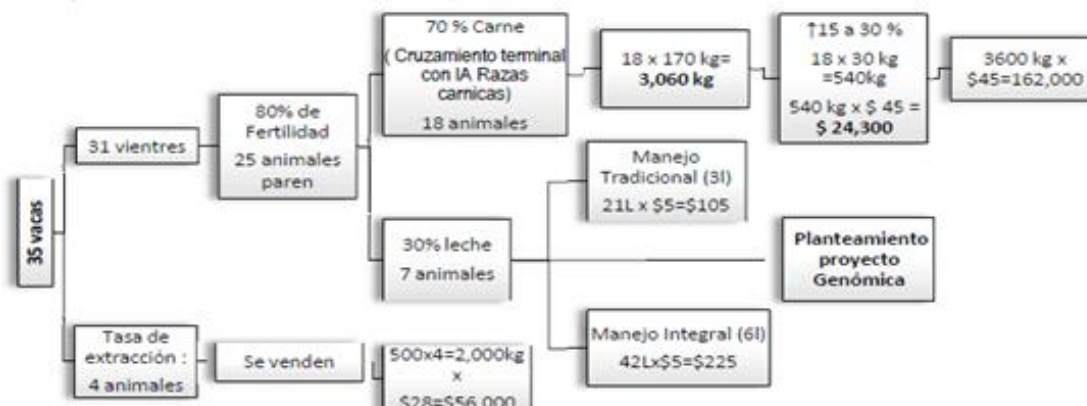 35 vacas
31 vientres
80% de
Fertilidad
25 animales
paren
70 % Carne
( Cruzamiento terminal
con IA Razas
carnicas)
18 animales
18 x 170 kg=
3,060 kg
↑15 a 30 %
18 x 30 kg
=540kg
540 kg x $ 45 =
$ 24,300
3600 kg x
$45=162,000
30% leche
7 animales
Manejo
Tradicional (3l)
21L x $5=$105
Planteamiento
proyecto
Genómica
Manejo Integral (6l)
42Lx$5=$225
Tasa de
extracción :
4 animales
Se venden
500x4=2,000kg
x
$28=$56,000